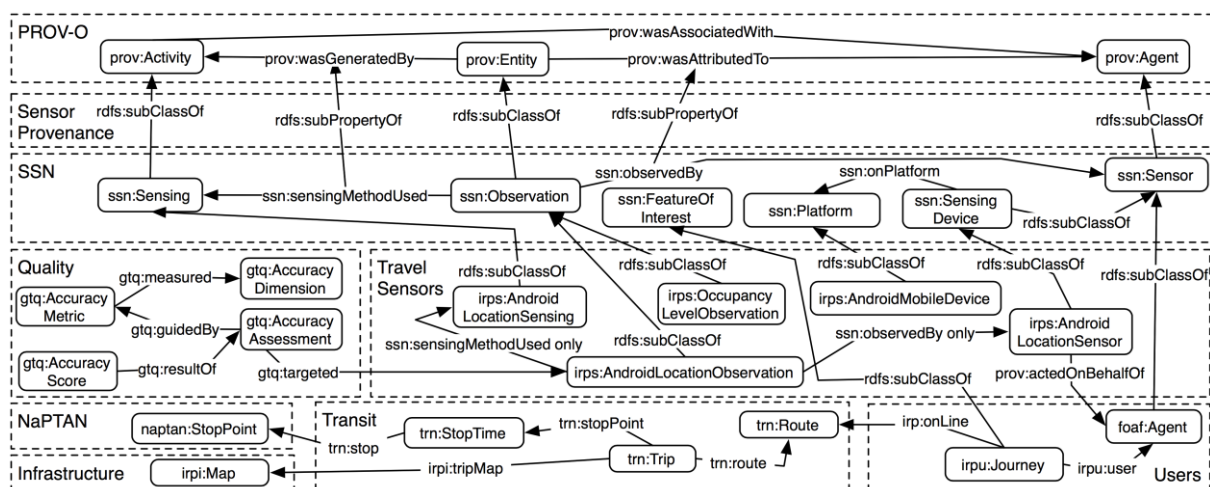 PROV-O
prov:wasAssociatedWith
prov:Activity
prov:wasGeneratedBy
prov:Entity
prov:wasAttributedTo
prov:Agent
Sensor
Provenance
rdfs:subClassOf
rdfs:subPropertyOf
rdfs:subClassOf
rdfs:subPropertyOf
rdfs:subClassOf
SSN
ssn:Sensing
ssn:sensingMethodUsed
ssn:Observation
ssn:observedBy
ssn:FeatureOf
Interest
ssn:onPlatform
ssn:Platform
ssn:Sensing
Device
ssn:Sensor
rdfs:subClassOf
Quality
gtq:measured
gtq:Accuracy
Dimension
gtq:Accuracy
Metric
gtq:guidedBy
gtq:Accuracy
Assessment
gtq:Accuracy
Score
gtq:resultOf
gtq:targeted
Travel
Sensors
rdfs:subClassOf
irps:Android
LocationSensing
ssn:sensingMethodUsed only
rdfs:subClassOf
irps:Occupancy
LevelObservation
rdfs:subClassOf
irps:AndroidLocationObservation
rdfs:subClassOf
irps:AndroidMobileDevice
ssn:observedBy only
rdfs:subClassOf
irps:Android
LocationSensor
rdfs:subClassOf
prov:actedOnBehalfOf
rdfs:subClassOf
NaPTAN
naptan:StopPoint
trn:stop
Transit
trn:StopTime
trn:stopPoint
trn:Route
trn:Trip
trn:route
irp:onLine
foaf:Agent
Infrastructure
irpi:Map
irpi:tripMap
irpu:Journey
irpu:user
Users